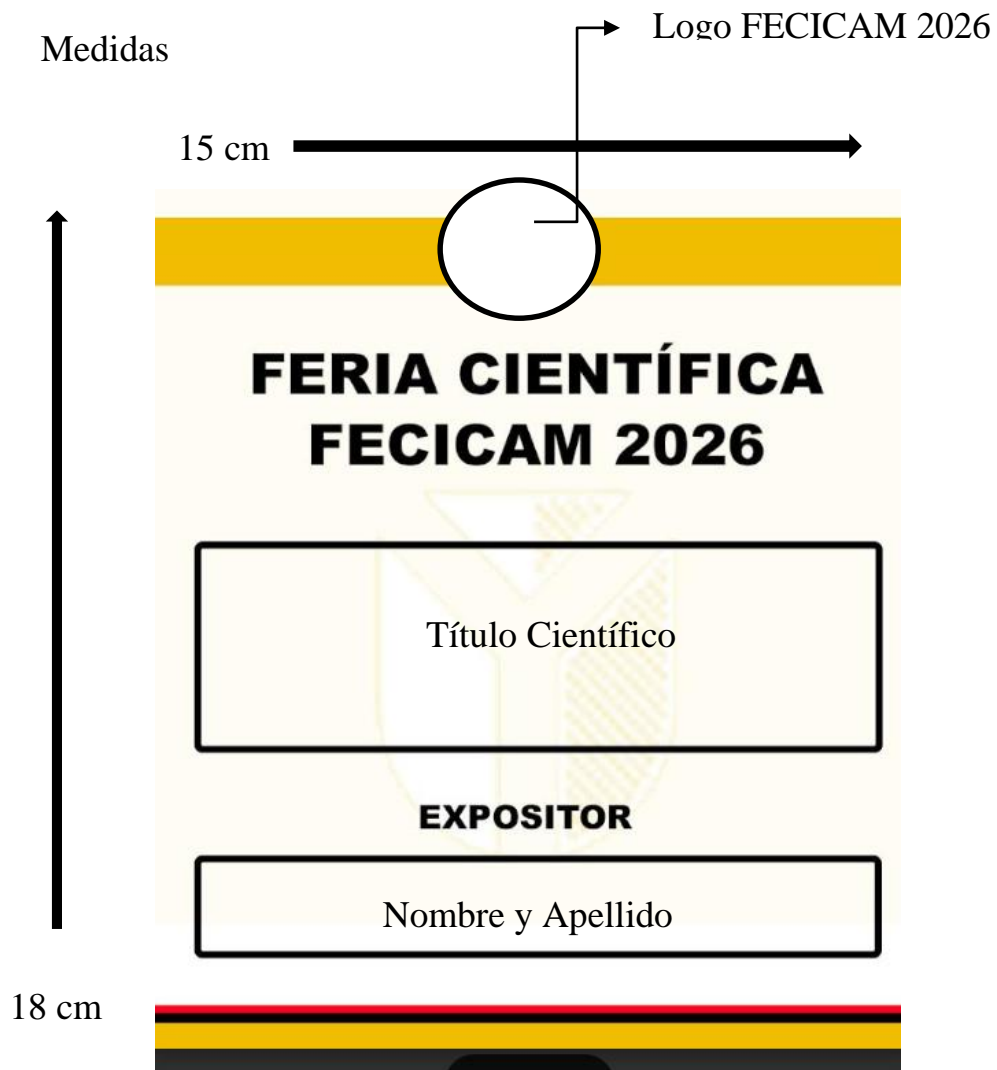 Logo FECICAM 2026
Medidas
15 cm
FERIA CIENTÍFICA
FECICAM 2026
Título Científico
EXPOSITOR
Nombre y Apellido
18 cm